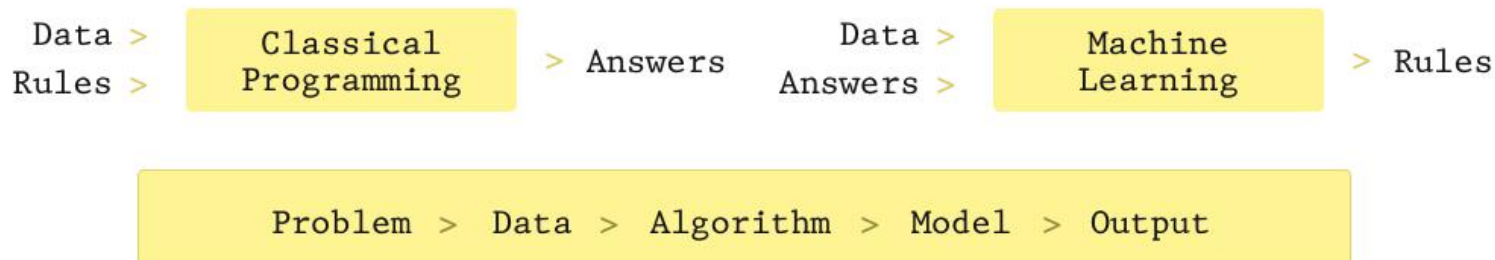 Data >
Rules >
Classical
Programming
> Answers
Data >
Answers >
Machine
Learning
> Rules
Problem > Data > Algorithm > Model > Output